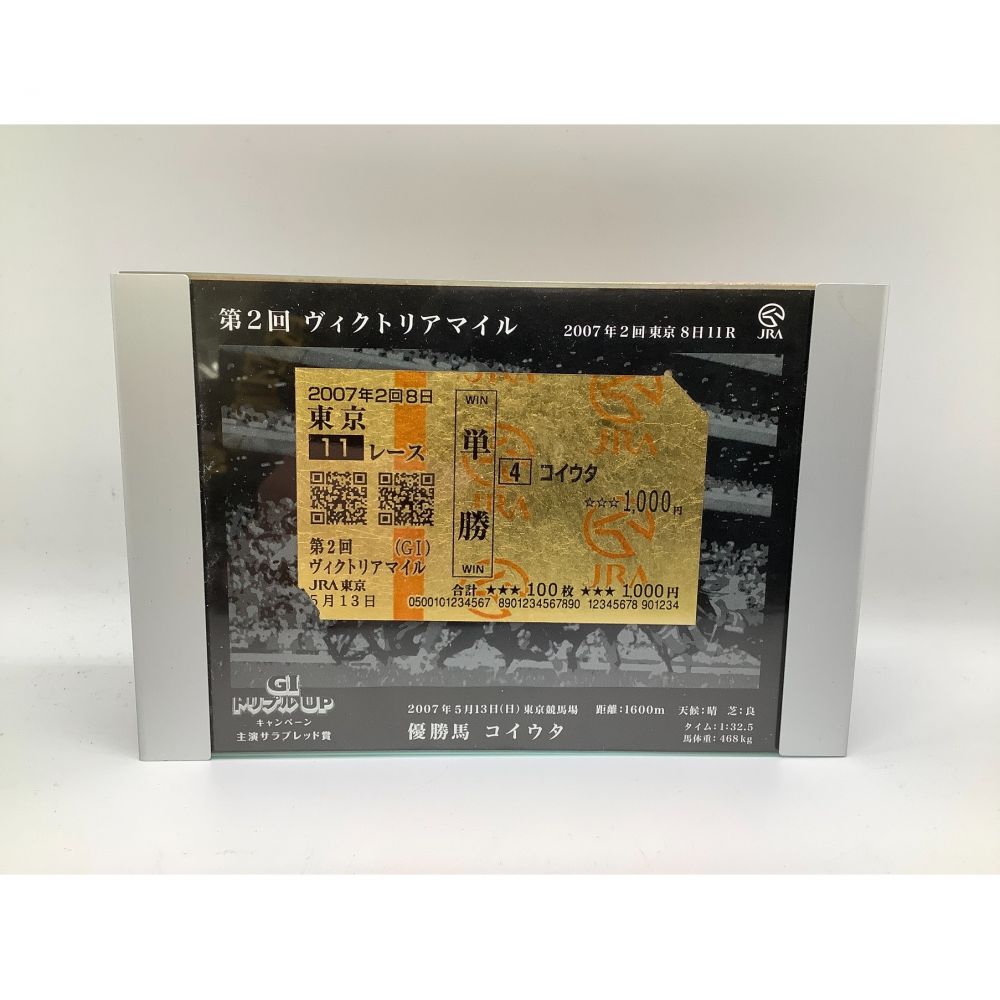 第2回 ヴィクトリアマイル
2007年2回東京8日11R
JRA
2007年2回8日
東京
11レース
第2回 (GI)
ヴィクトリアマイル
JRA東京
5月13日
WIN
単勝
WIN
4 コイウタ
☆☆☆1,000円
合計 ★★★100枚 ★★★1,000円
0500101234567 8901234567890 12345678 901234
JRA
JRA
JRA
JRA
GI
トリプルUP
キャンペーン
主演サラブレッド賞
2007年5月13日(日)東京競馬場 距離:1600m 天候:晴 芝:良
優勝馬 コイウタ
タイム:1:32.5
馬体重:468kg